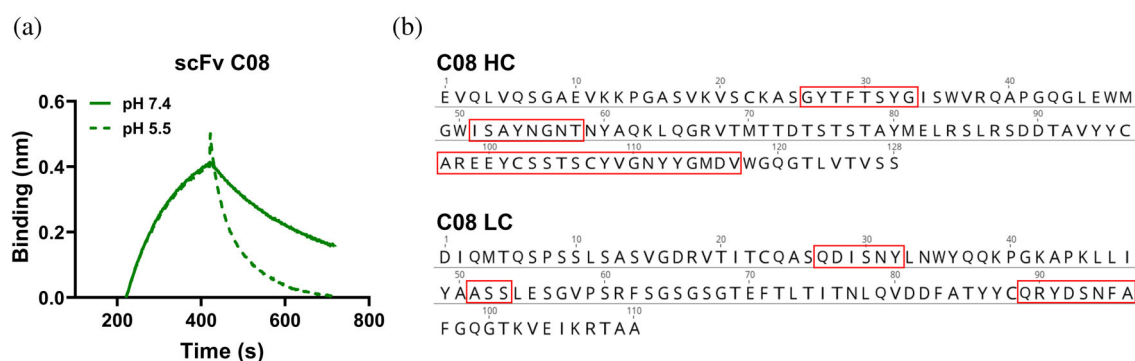 (a)
scFv C08
pH 7.4
pH 5.5
0.6
0.4
0.2
0.0
Binding (nm)
200 400 600 800
Time (s)
(b)
C08 HC
1 10 20 30 40
EVQLVQSGAEVKKPGASVKVSCKASGYTFTSYGISWVRQAPGQGLEWM
50 60 70 80 90
GWISAYNGNTNYAQKLQGRVTMTTDTSTSTAYMELRSLRSDDTAVYYC
100 110 120 128
AREEYCSSTSCYVGNYYGMDVWGQGTLVTVSS
C08 LC
1 10 20 30 40
DIQMTQSPSSLSASVGDRVTITCQASQDISNYLNWYQQKPGKAPKLLI
50 60 70 80 90
YAASSLESGVPSRFSGSGSGTEFTLTITNLQVDDFATYYCQRYDSNFA
100 110
FGQGTKVEIKRTAA